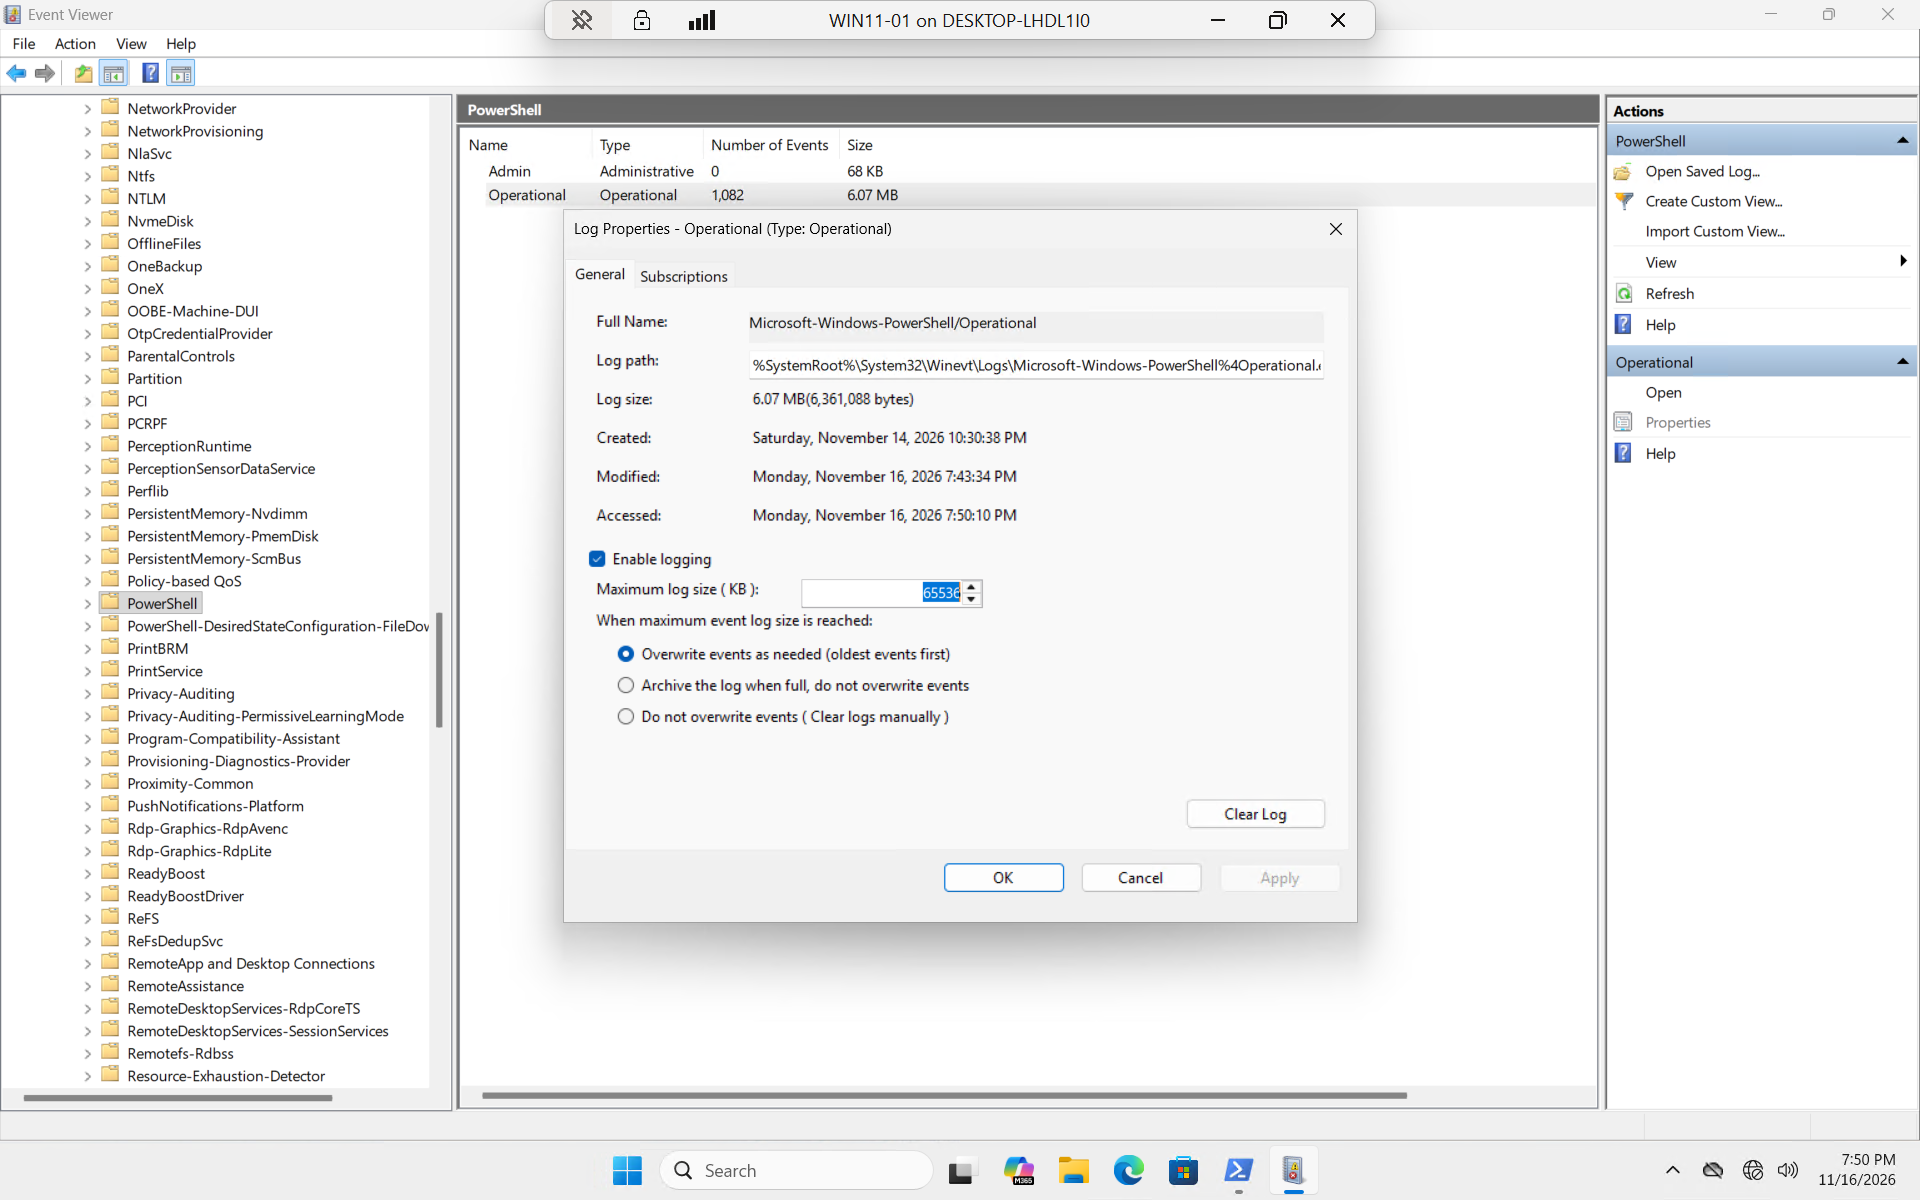 Event Viewer
WIN11-01 on DESKTOP-LHDL1I0
File Action View Help
NetworkProvider
NetworkProvisioning
NlaSvc
Ntfs
NTLM
NvmeDisk
OfflineFiles
OneBackup
OneX
OOBE-Machine-DUI
OtpCredentialProvider
ParentalControls
Partition
PCI
PCRPF
PerceptionRuntime
PerceptionSensorDataService
Perflib
PersistentMemory-Nvdimm
PersistentMemory-PmemDisk
PersistentMemory-ScmBus
Policy-based QoS
PowerShell
PowerShell-DesiredStateConfiguration-FileDow
PrintBRM
PrintService
Privacy-Auditing
Privacy-Auditing-PermissiveLearningMode
Program-Compatibility-Assistant
Provisioning-Diagnostics-Provider
Proximity-Common
PushNotifications-Platform
Rdp-Graphics-RdpAvenc
Rdp-Graphics-RdpLite
ReadyBoost
ReadyBoostDriver
ReFS
ReFsDedupSvc
RemoteApp and Desktop Connections
RemoteAssistance
RemoteDesktopServices-RdpCoreTS
RemoteDesktopServices-SessionServices
Remotefs-Rdbss
Resource-Exhaustion-Detector
PowerShell
Name Type Number of Events Size
Admin Administrative 0 68 KB
Operational Operational 1,082 6.07 MB
Log Properties - Operational (Type: Operational)
General Subscriptions
Full Name: Microsoft-Windows-PowerShell/Operational
Log path: %SystemRoot%\System32\Winevt\Logs\Microsoft-Windows-PowerShell%4Operational.
Log size: 6.07 MB(6,361,088 bytes)
Created: Saturday, November 14, 2026 10:30:38 PM
Modified: Monday, November 16, 2026 7:43:34 PM
Accessed: Monday, November 16, 2026 7:50:10 PM
Enable logging
Maximum log size ( KB ): 65536
When maximum event log size is reached:
Overwrite events as needed (oldest events first)
Archive the log when full, do not overwrite events
Do not overwrite events ( Clear logs manually )
Clear Log
OK Cancel Apply
Actions
PowerShell
Open Saved Log...
Create Custom View...
Import Custom View...
View
Refresh
Help
Operational
Open
Properties
Help
Search
M365
7:50 PM
11/16/2026